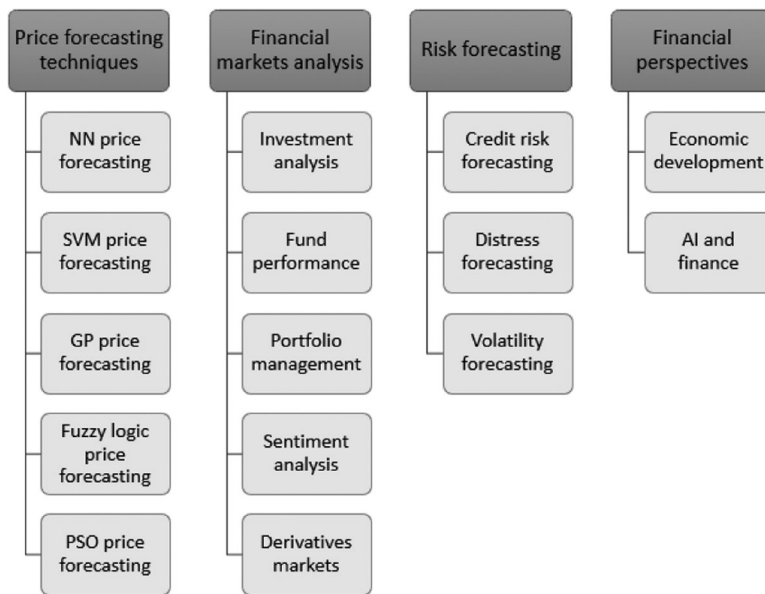 Price forecasting
techniques
NN price
forecasting
SVM price
forecasting
GP price
forecasting
Fuzzy logic
price
forecasting
PSO price
forecasting
Financial
markets analysis
Investment
analysis
Fund
performance
Portfolio
management
Sentiment
analysis
Derivatives
markets
Risk forecasting
Credit risk
forecasting
Distress
forecasting
Volatility
forecasting
Financial
perspectives
Economic
development
AI and
finance